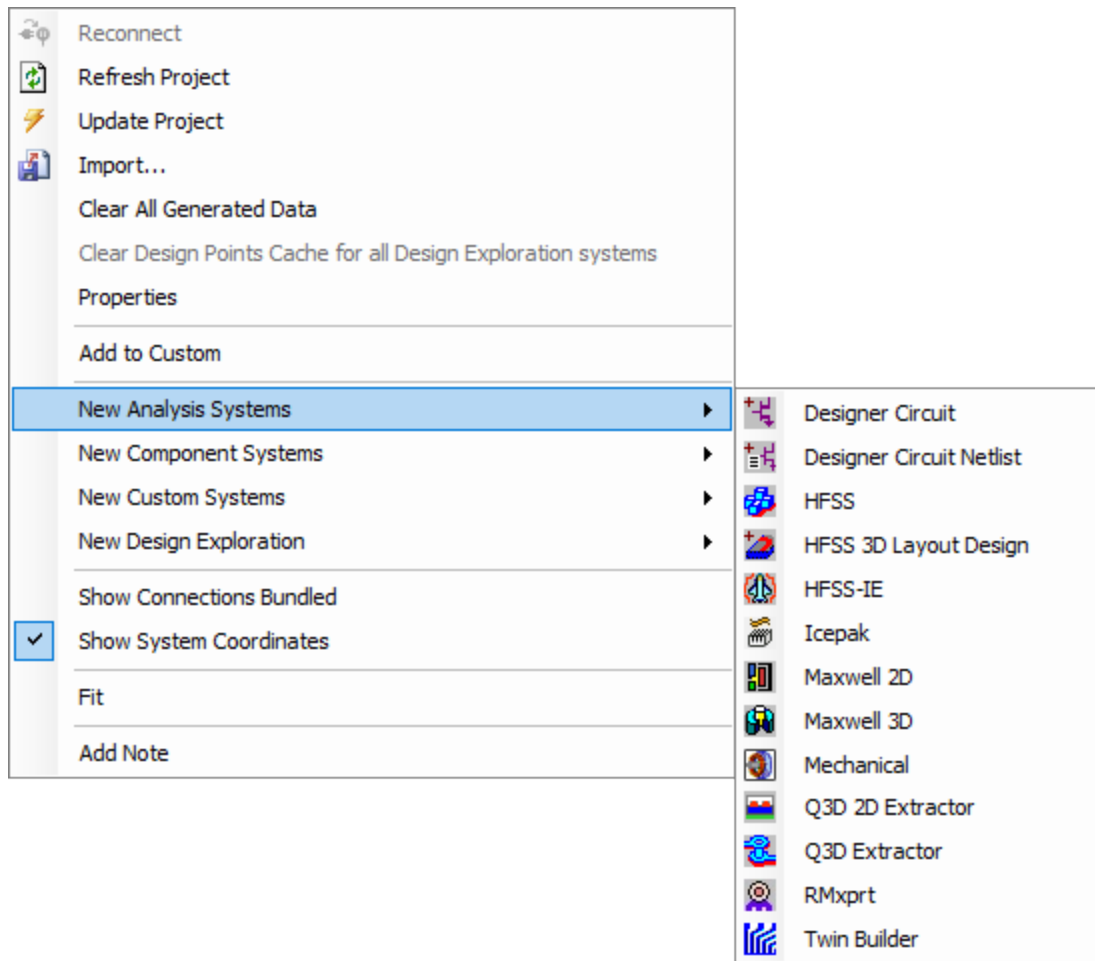 Reconnect
Refresh Project
Update Project
Import...
Clear All Generated Data
Clear Design Points Cache for all Design Exploration systems
Properties
Add to Custom
New Analysis Systems
New Component Systems
New Custom Systems
New Design Exploration
Show Connections Bundled
Show System Coordinates
Fit
Add Note
Designer Circuit
Designer Circuit Netlist
HFSS
HFSS 3D Layout Design
HFSS-IE
Icepak
Maxwell 2D
Maxwell 3D
Mechanical
Q3D 2D Extractor
Q3D Extractor
RMxprt
Twin Builder